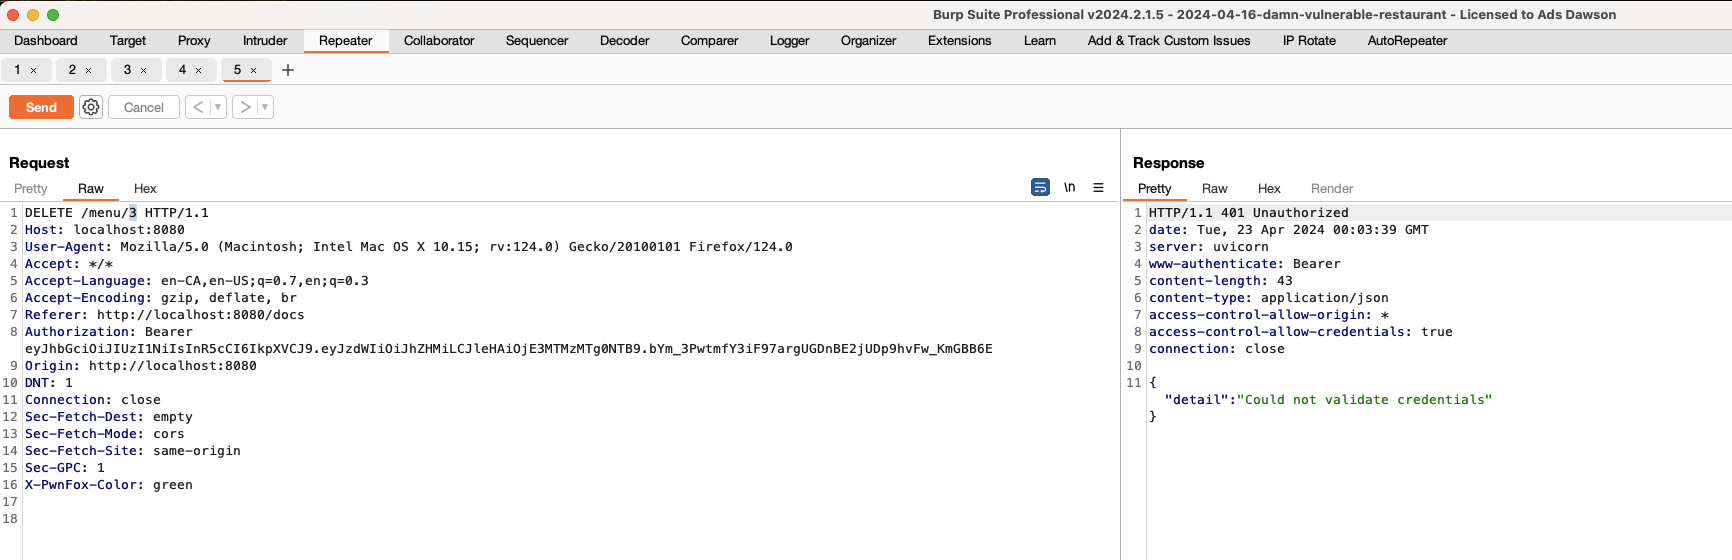 Burp Suite Professional v2024.2.1.5 - 2024-04-16-damn-vulnerable-restaurant - Licensed to Ads Dawson
Dashboard Target Proxy Intruder Repeater Collaborator Sequencer Decoder Comparer Logger Organizer Extensions Learn Add & Track Custom Issues IP Rotate AutoRepeater
1 × 2 × 3 × 4 × 5 × +
Send Cancel < ▼ > ▼
Request
Pretty Raw Hex \n
1 DELETE /menu/3 HTTP/1.1
2 Host: localhost:8080
3 User-Agent: Mozilla/5.0 (Macintosh; Intel Mac OS X 10.15; rv:124.0) Gecko/20100101 Firefox/124.0
4 Accept: */*
5 Accept-Language: en-CA,en-US;q=0.7,en;q=0.3
6 Accept-Encoding: gzip, deflate, br
7 Referer: http://localhost:8080/docs
8 Authorization: Bearer
eyJhbGciOiJIUzI1NiIsInR5cCI6IkpXVCJ9.eyJzdWIiOiJhZHMiLCJleHAiOjE3MTMzMTg0NTB9.bYm_3PwtmfY3iF97argUGDnBE2jUDp9hvFw_KmGBB6E
9 Origin: http://localhost:8080
10 DNT: 1
11 Connection: close
12 Sec-Fetch-Dest: empty
13 Sec-Fetch-Mode: cors
14 Sec-Fetch-Site: same-origin
15 Sec-GPC: 1
16 X-PwnFox-Color: green
17
18
Response
Pretty Raw Hex Render
1 HTTP/1.1 401 Unauthorized
2 date: Tue, 23 Apr 2024 00:03:39 GMT
3 server: uvicorn
4 www-authenticate: Bearer
5 content-length: 43
6 content-type: application/json
7 access-control-allow-origin: *
8 access-control-allow-credentials: true
9 connection: close
10
11 {
"detail":"Could not validate credentials"
}